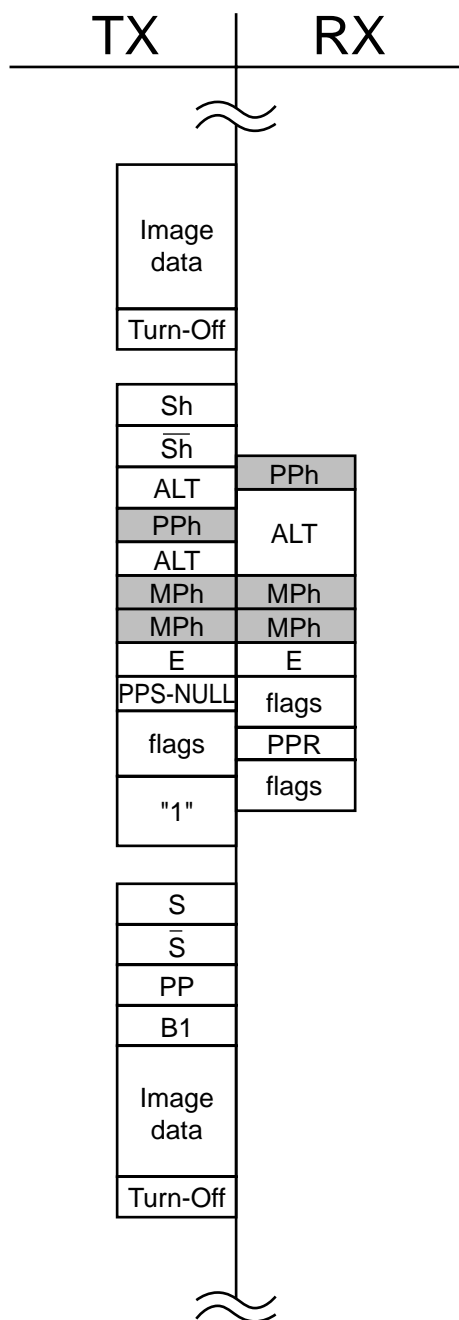 TX RX
Image
data
Turn-Off
Sh
S̅h̅
PPh
ALT
PPh
ALT
ALT
MPh MPh
MPh MPh
E E
PPS-NULL flags
flags PPR
flags
"1"
S
S̅
PP
B1
Image
data
Turn-Off